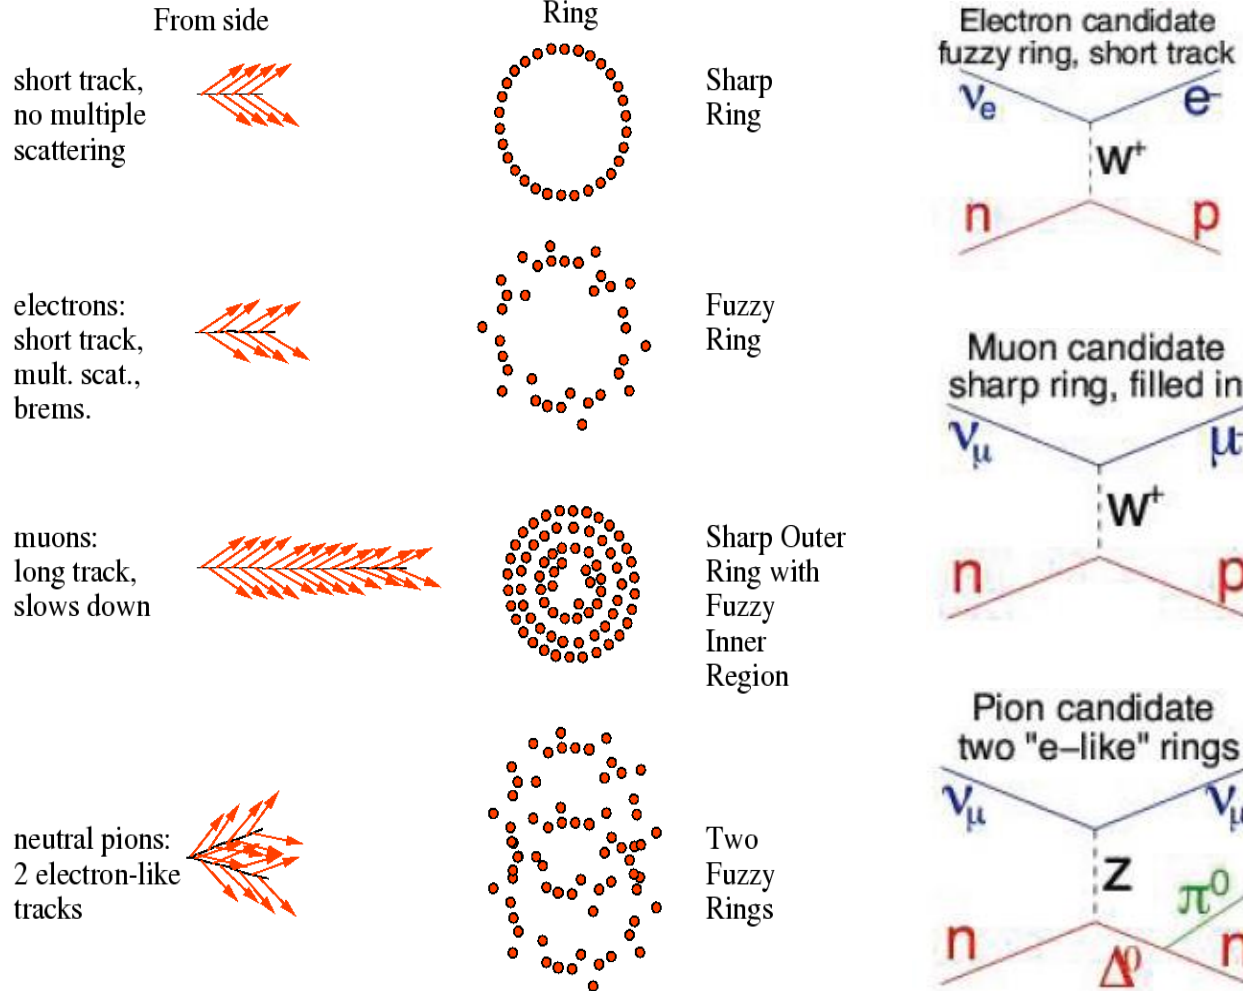 From side
Ring
short track,
no multiple
scattering
Sharp
Ring
electrons:
short track,
mult. scat.,
brems.
Fuzzy
Ring
muons:
long track,
slows down
Sharp Outer
Ring with
Fuzzy
Inner
Region
neutral pions:
2 electron-like
tracks
Two
Fuzzy
Rings
Electron candidate
fuzzy ring, short track
νe e-
W+
n p
Muon candidate
sharp ring, filled in
νμ μ-
W+
n p
Pion candidate
two "e–like" rings
νμ νμ
Z
π0
n Δ0 n